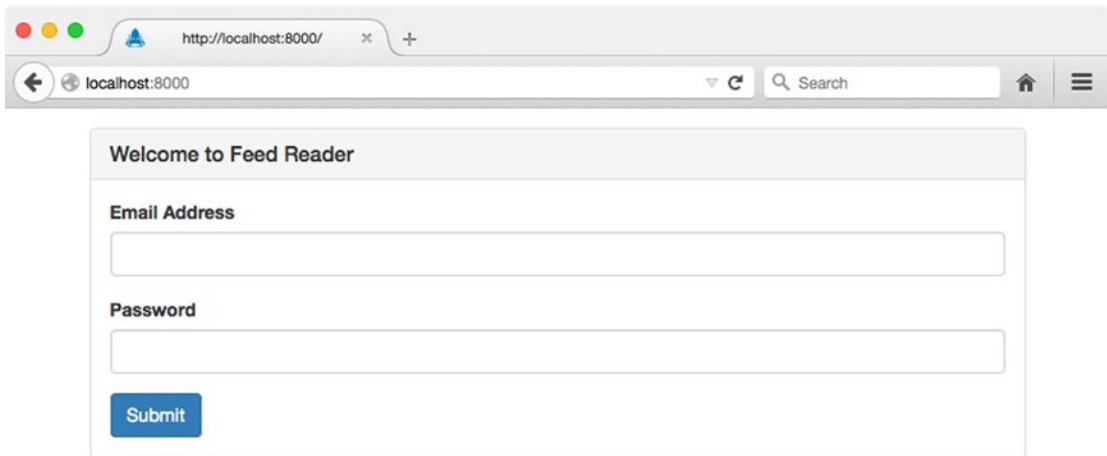 http://localhost:8000/
localhost:8000
Search
Welcome to Feed Reader
Email Address
Password
Submit